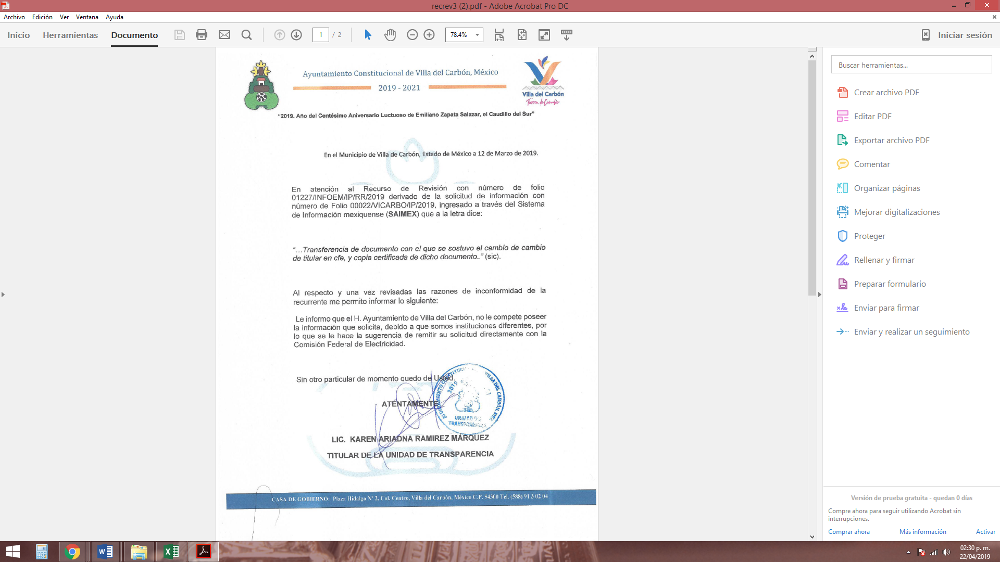 recrev3 (2).pdf - Adobe Acrobat Pro DC
Archivo Edición Ver Ventana Ayuda
Inicio Herramientas Documento 1 / 2 78.4% Iniciar sesión
Ayuntamiento Constitucional de Villa del Carbón, México
2019 - 2021
Villa del Carbón
Tierra de Cambio
“2019. Año del Centésimo Aniversario Luctuoso de Emiliano Zapata Salazar, el Caudillo del Sur”
En el Municipio de Villa de Carbón, Estado de México a 12 de Marzo de 2019.
En atención al Recurso de Revisión con número de folio
01227/INFOEM/IP/RR/2019 derivado de la solicitud de información con
número de Folio 00022/VICARBO/IP/2019, ingresado a través del Sistema
de Información mexiquense (SAIMEX) que a la letra dice:
“…Transferencia de documento con el que se sostuvo el cambio de cambio
de titular en cfe, y copia certificada de dicho documento…” (sic).
Al respecto y una vez revisadas las razones de inconformidad de la
recurrente me permito informar lo siguiente:
Le informo que el H. Ayuntamiento de Villa del Carbón, no le compete poseer
la información que solicita, debido a que somos instituciones diferentes, por
lo que se le hace la sugerencia de remitir su solicitud directamente con la
Comisión Federal de Electricidad.
Sin otro particular de momento quedo de Usted.
ATENTAMENTE
VILLA DEL CARBÓN, MÉX
2019
UNIDAD DE
LIC. KAREN ARIADNA RAMIREZ MÁRQUEZ
TITULAR DE LA UNIDAD DE TRANSPARENCIA
CASA DE GOBIERNO: Plaza Hidalgo N° 2, Col. Centro, Villa del Carbón, México C.P. 54300 Tel. (588) 91 3 02 04
Buscar herramientas...
Crear archivo PDF
Editar PDF
Exportar archivo PDF
Comentar
Organizar páginas
Mejorar digitalizaciones
Proteger
Rellenar y firmar
Preparar formulario
Enviar para firmar
Enviar y realizar un seguimiento
Versión de prueba gratuita - quedan 0 días
Compre ahora para seguir utilizando Acrobat sin
interrupciones.
Comprar ahora Más información Activar
02:30 p. m.
22/04/2019